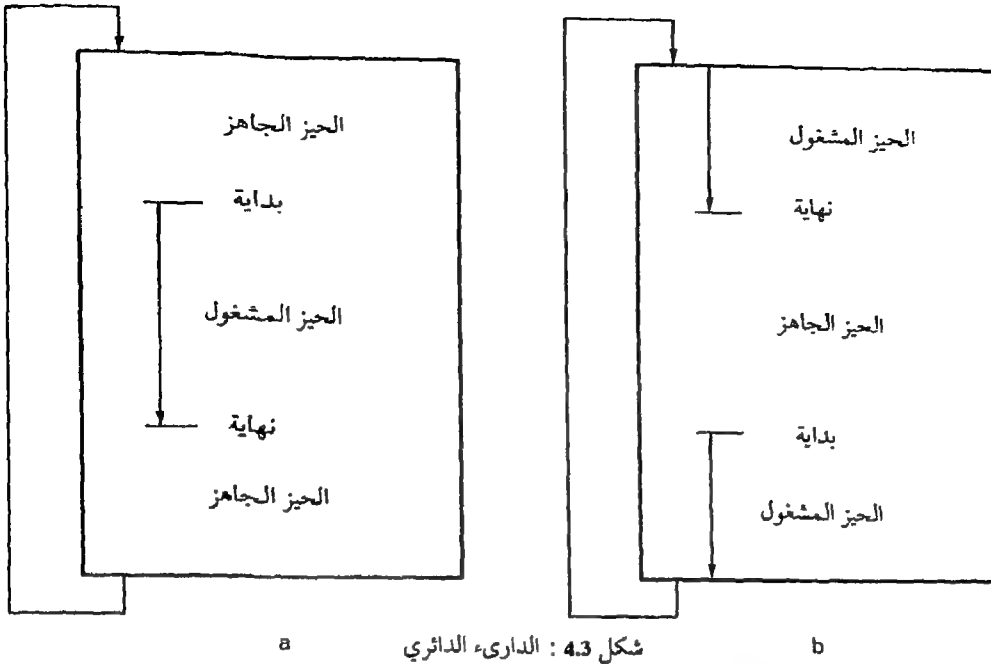 الحيز الجاهز
بداية
الحيز المشغول
نهاية
الحيز الجاهز
الحيز المشغول
نهاية
الحيز الجاهز
بداية
الحيز المشغول
a
شكل 4.3 : الدارىء الدائري
b